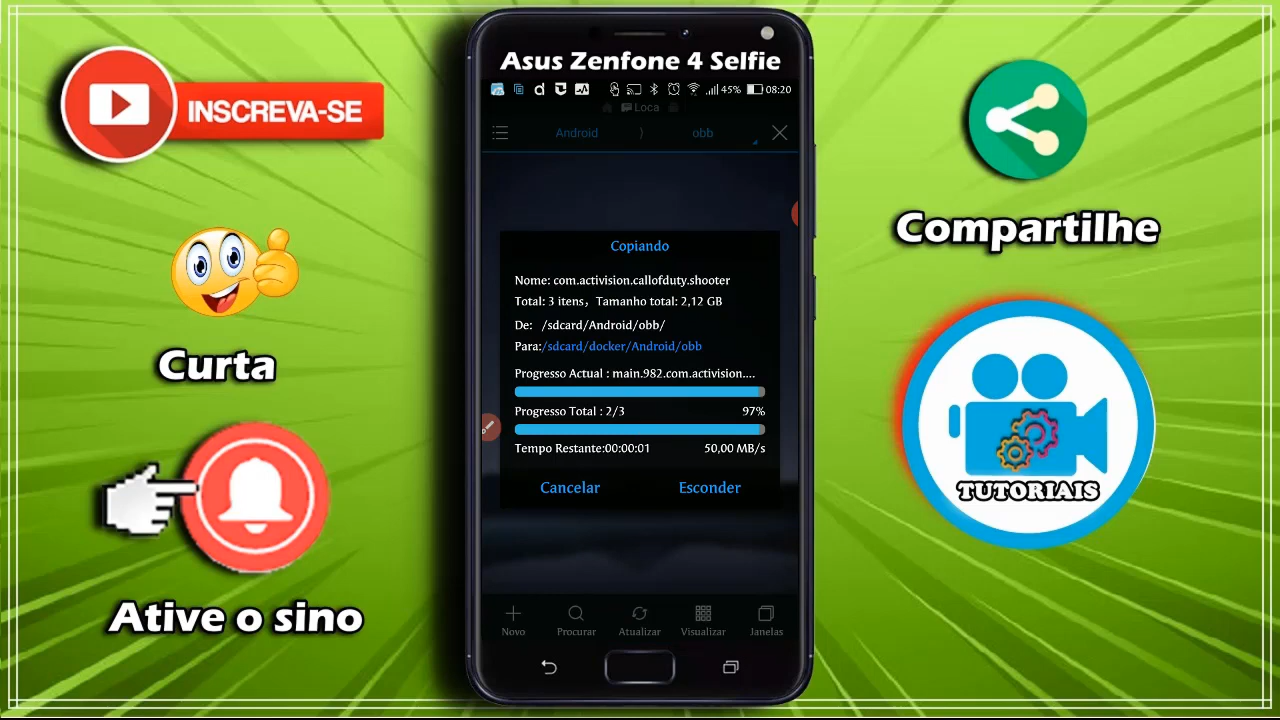 INSCREVA-SE
Curta
Ative o sino
Asus Zenfone 4 Selfie
45% 08:20
Loca
Android
obb
Copiando
Nome: com.activision.callofduty.shooter
Total: 3 itens, Tamanho total: 2,12 GB
De: /sdcard/Android/obb/
Para:/sdcard/docker/Android/obb
Progresso Actual : main.982.com.activision....
Progresso Total : 2/3 97%
Tempo Restante:00:00:01 50,00 MB/s
Cancelar Esconder
Novo Procurar Atualizar Visualizar Janelas
Compartilhe
TUTORIAIS